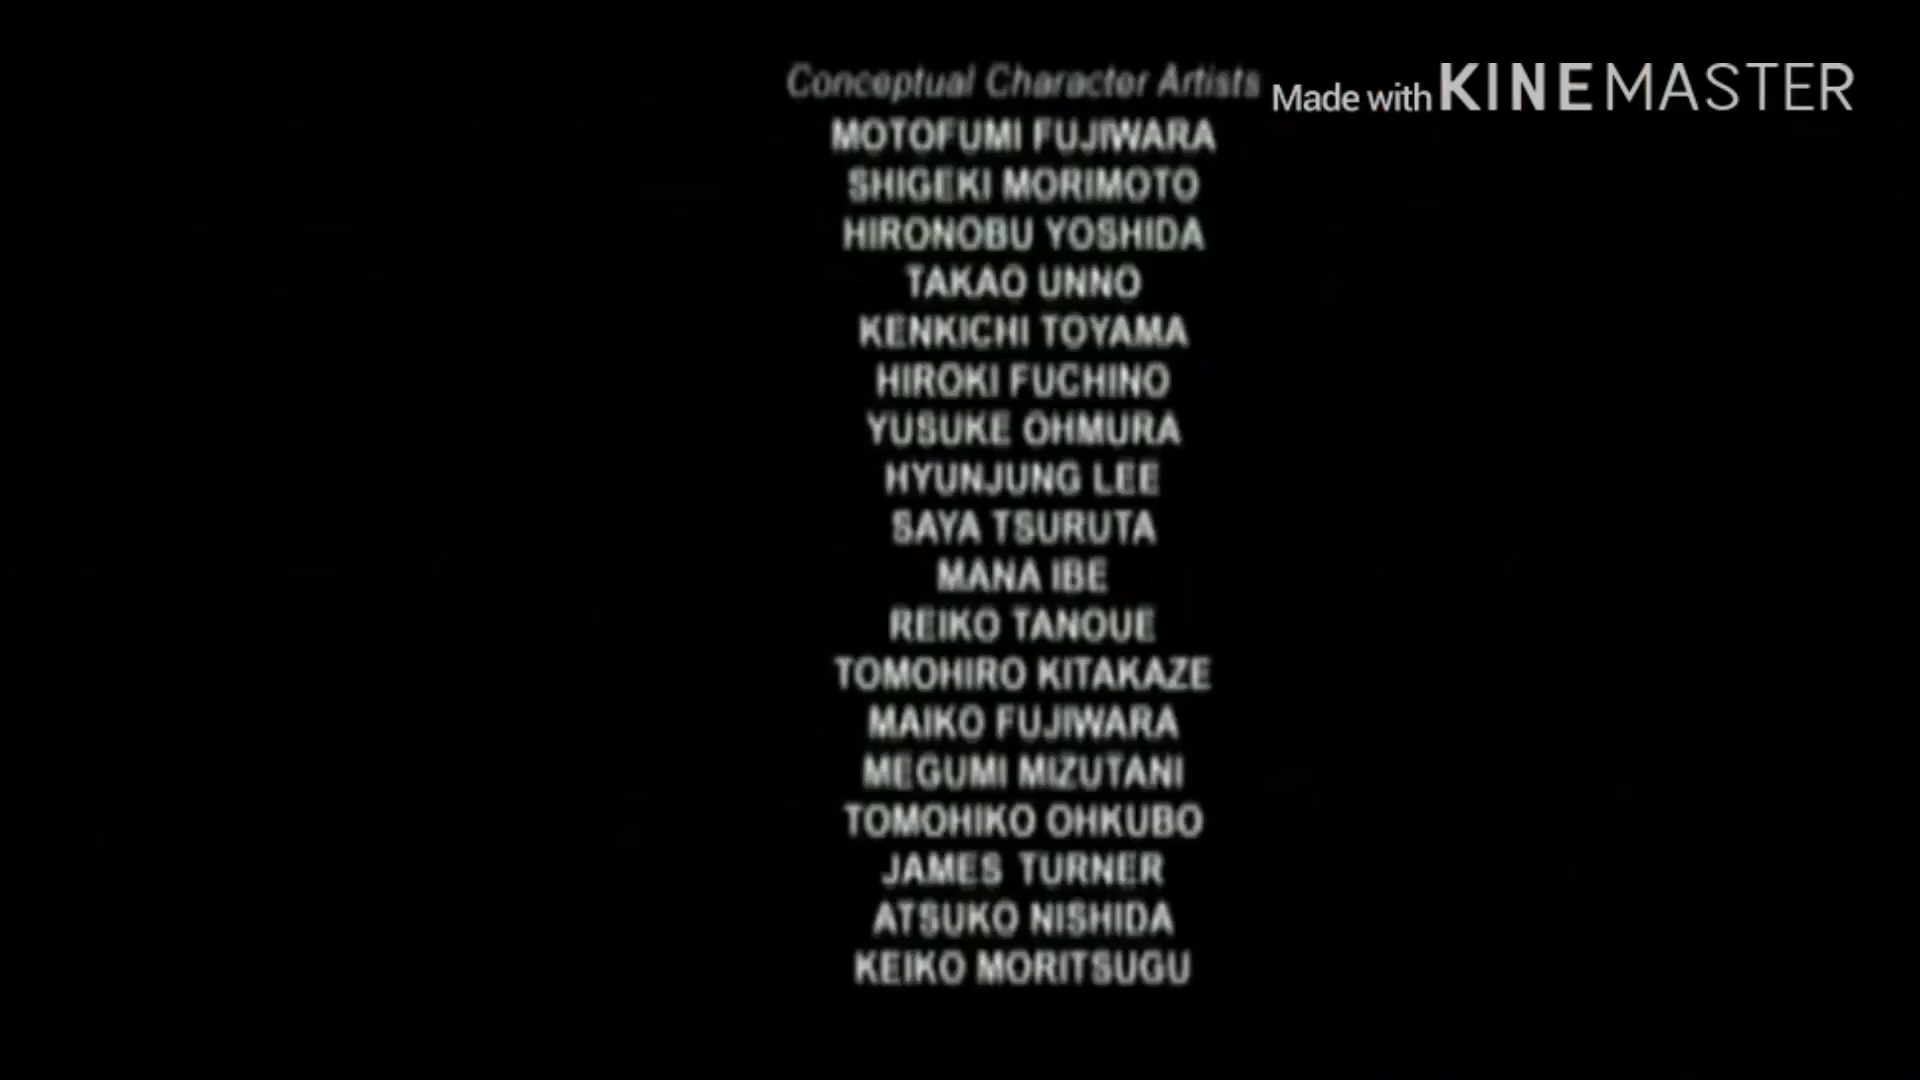 Conceptual Character Artists
Made with KINEMASTER
MOTOFUMI FUJIWARA
SHIGEKI MORIMOTO
HIRONOBU YOSHIDA
TAKAO UNNO
KENKICHI TOYAMA
HIROKI FUCHINO
YUSUKE OHMURA
HYUNJUNG LEE
SAYA TSURUTA
MANA IBE
REIKO TANOUE
TOMOHIRO KITAKAZE
MAIKO FUJIWARA
MEGUMI MIZUTANI
TOMOHIKO OHKUBO
JAMES TURNER
ATSUKO NISHIDA
KEIKO MORITSUGU